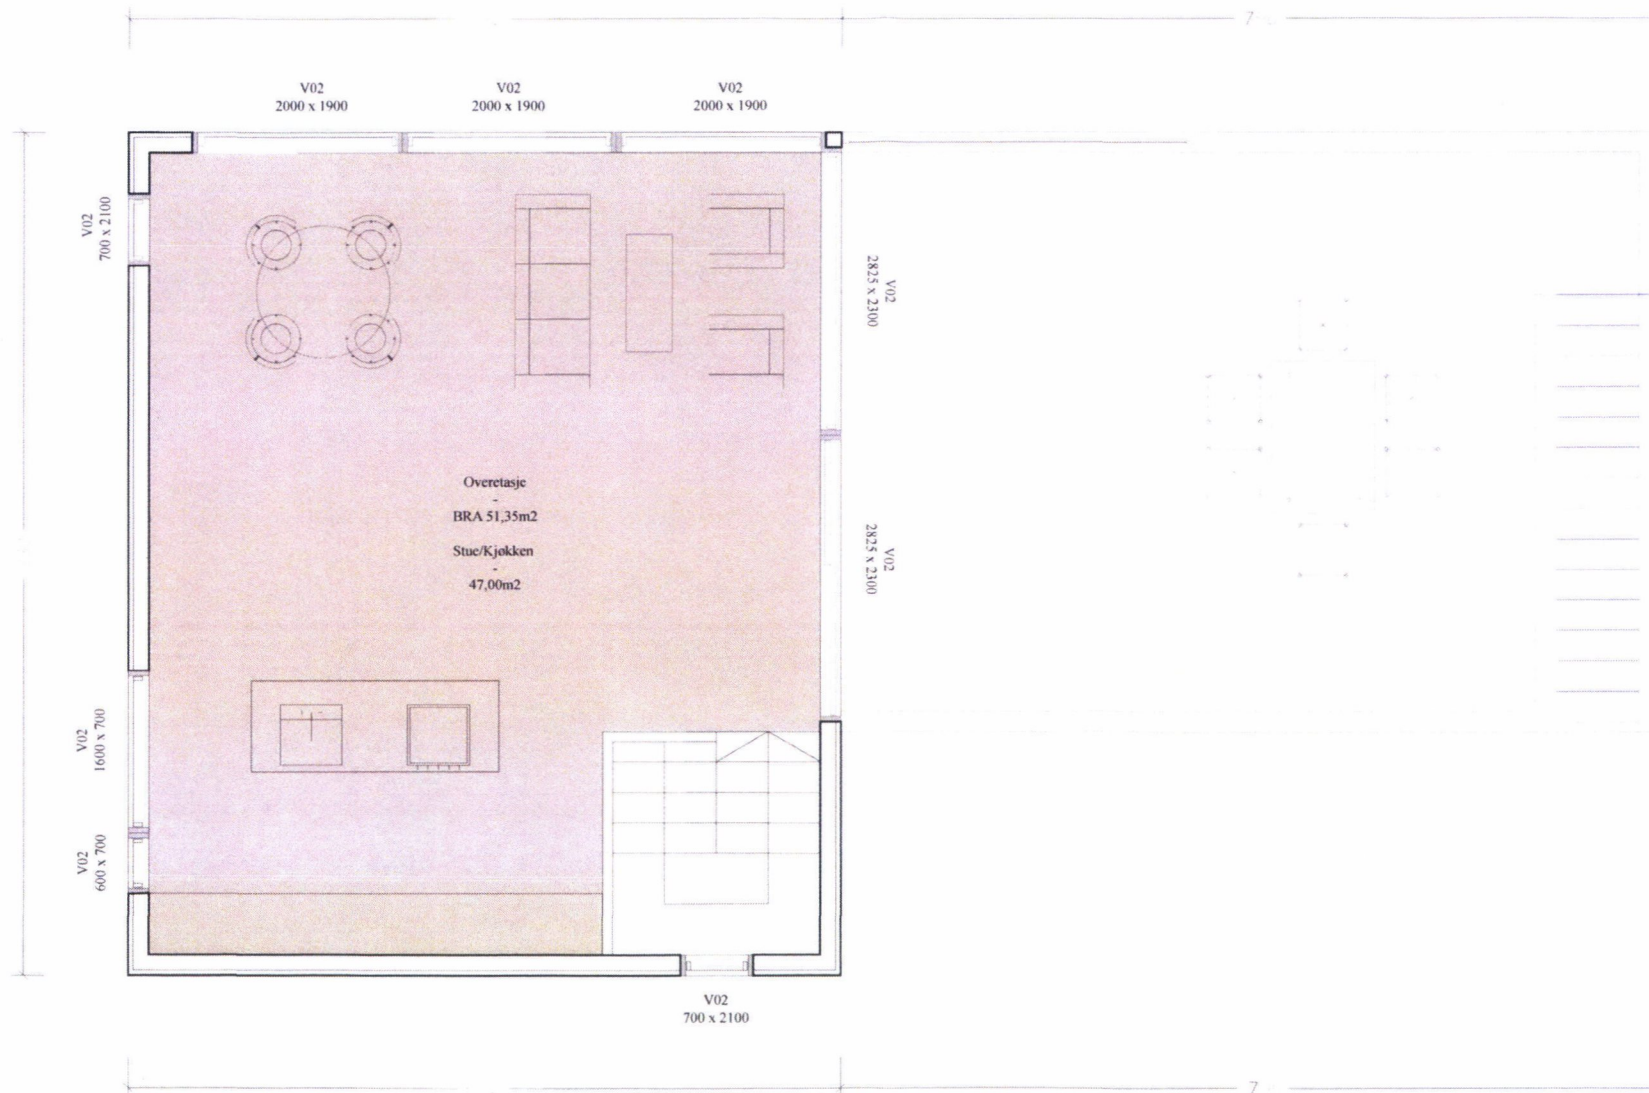 7
V02
2000 x 1900
V02
2000 x 1900
V02
2000 x 1900
V02
700 x 2100
V02
2825 x 2300
Overetasje
-
BRA 51,35m2
Stue/Kjøkken
-
47,00m2
V02
2825 x 2300
V02
1600 x 700
V02
600 x 700
V02
700 x 2100
7